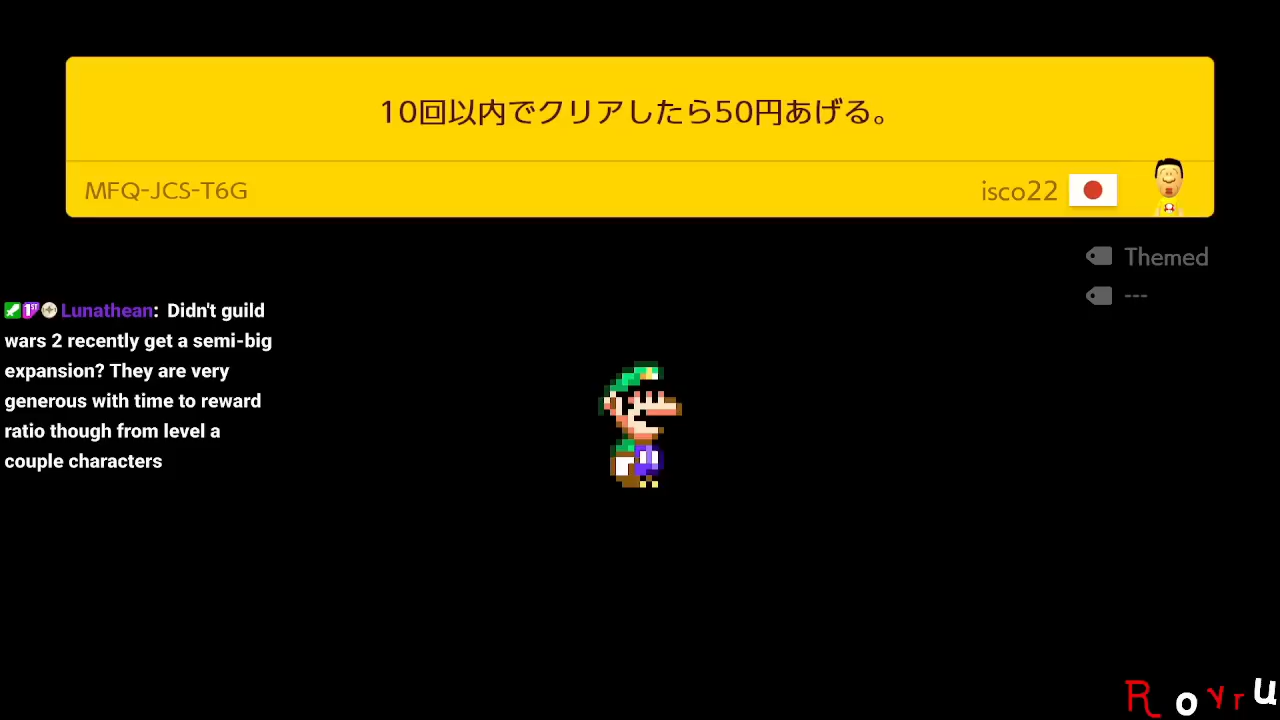 10回以内でクリアしたら50円あげる。
MFQ-JCS-T6G
isco22
Themed
---
Lunathean: Didn't guild
wars 2 recently get a semi-big
expansion? They are very
generous with time to reward
ratio though from level a
couple characters
Royru